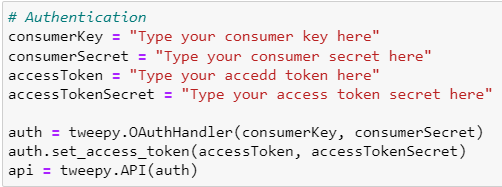 # Authentication
consumerKey = "Type your consumer key here"
consumerSecret = "Type your consumer secret here"
accessToken = "Type your accedd token here"
accessTokenSecret = "Type your access token secret here"
auth = tweepy.OAuthHandler(consumerKey, consumerSecret)
auth.set_access_token(accessToken, accessTokenSecret)
api = tweepy.API(auth)